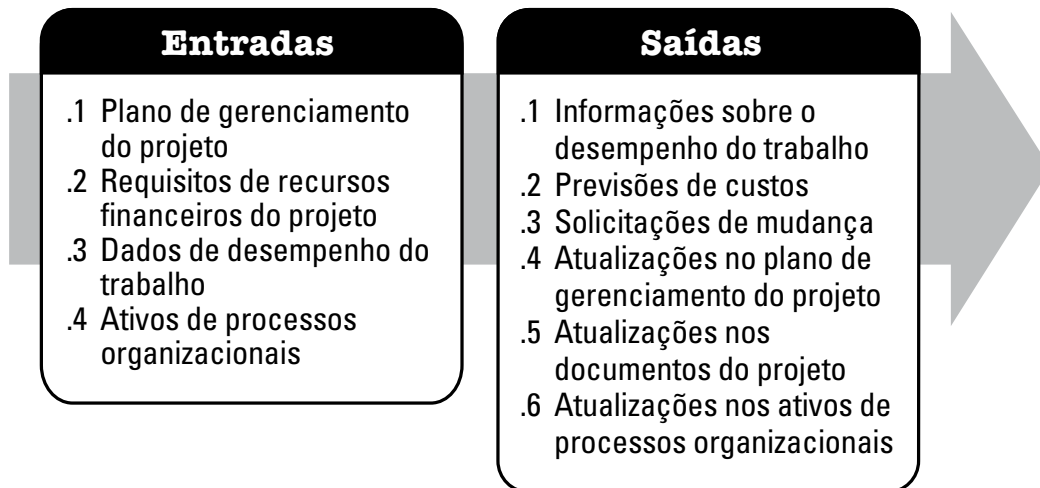 Entradas
.1 Plano de gerenciamento
do projeto
.2 Requisitos de recursos
financeiros do projeto
.3 Dados de desempenho do
trabalho
.4 Ativos de processos
organizacionais
Saídas
.1 Informações sobre o
desempenho do trabalho
.2 Previsões de custos
.3 Solicitações de mudança
.4 Atualizações no plano de
gerenciamento do projeto
.5 Atualizações nos
documentos do projeto
.6 Atualizações nos ativos de
processos organizacionais